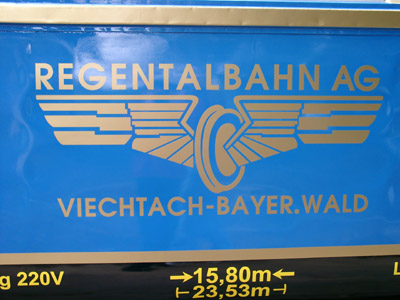 REGENTALBAHN AG
VIECHTACH-BAYER.WALD
g 220V →15,80m← L
⊢23,53m⊣